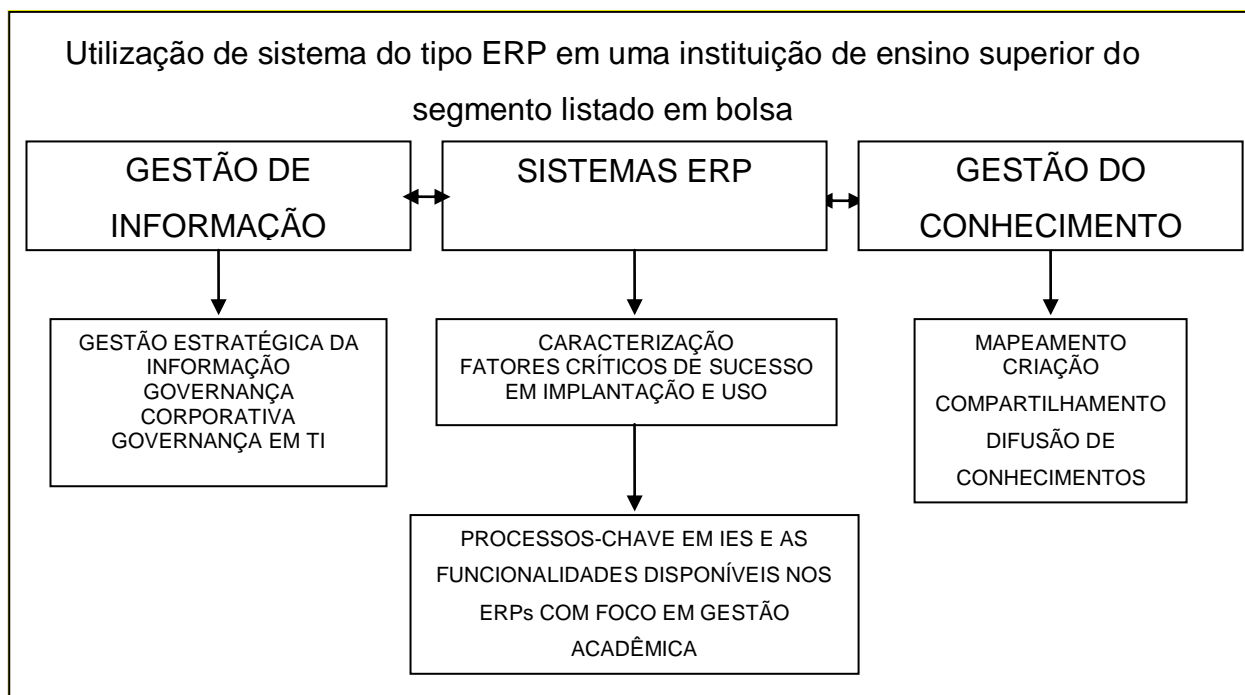 Utilização de sistema do tipo ERP em uma instituição de ensino superior do
segmento listado em bolsa
GESTÃO DE
INFORMAÇÃO
SISTEMAS ERP
GESTÃO DO
CONHECIMENTO
GESTÃO ESTRATÉGICA DA
INFORMAÇÃO
GOVERNANÇA
CORPORATIVA
GOVERNANÇA EM TI
CARACTERIZAÇÃO
FATORES CRÍTICOS DE SUCESSO
EM IMPLANTAÇÃO E USO
MAPEAMENTO
CRIAÇÃO
COMPARTILHAMENTO
DIFUSÃO DE
CONHECIMENTOS
PROCESSOS-CHAVE EM IES E AS
FUNCIONALIDADES DISPONÍVEIS NOS
ERPs COM FOCO EM GESTÃO
ACADÊMICA